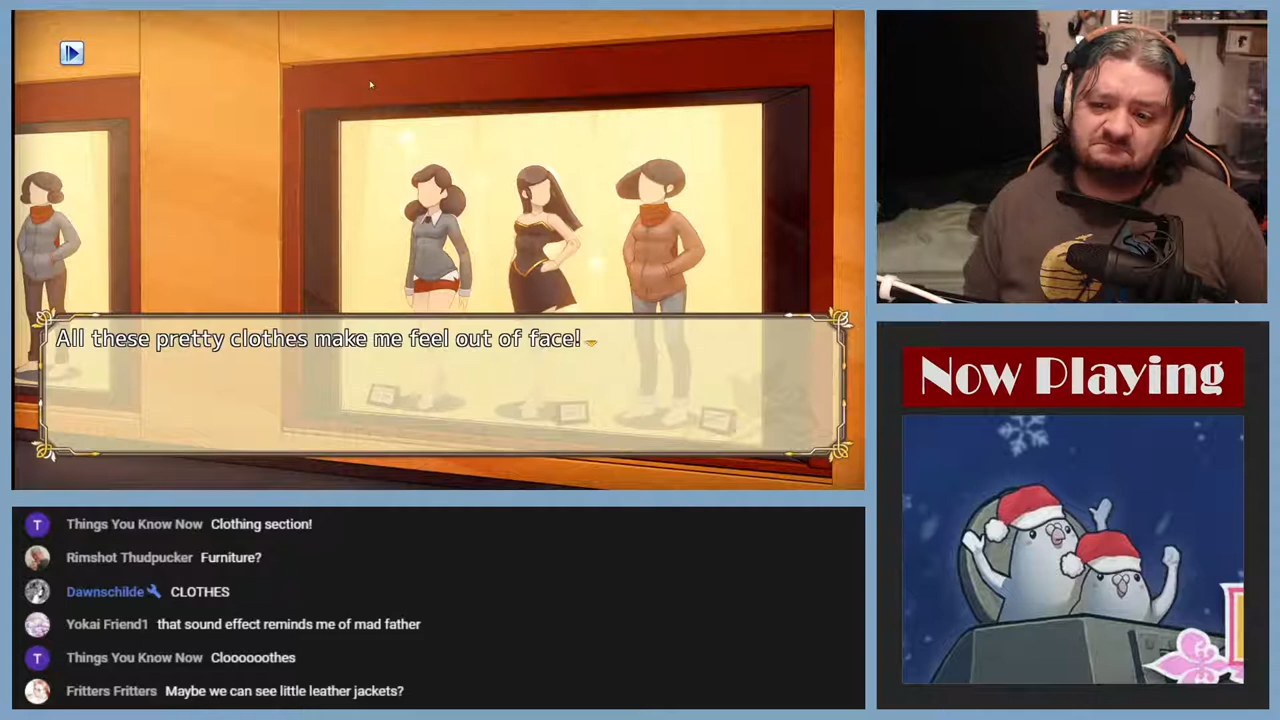 All these pretty clothes make me feel out of face!
Now Playing
T Things You Know Now Clothing section!
Rimshot Thudpucker Furniture?
Dawnschilde CLOTHES
Yokai Friend1 that sound effect reminds me of mad father
T Things You Know Now Cloooooothes
Fritters Fritters Maybe we can see little leather jackets?